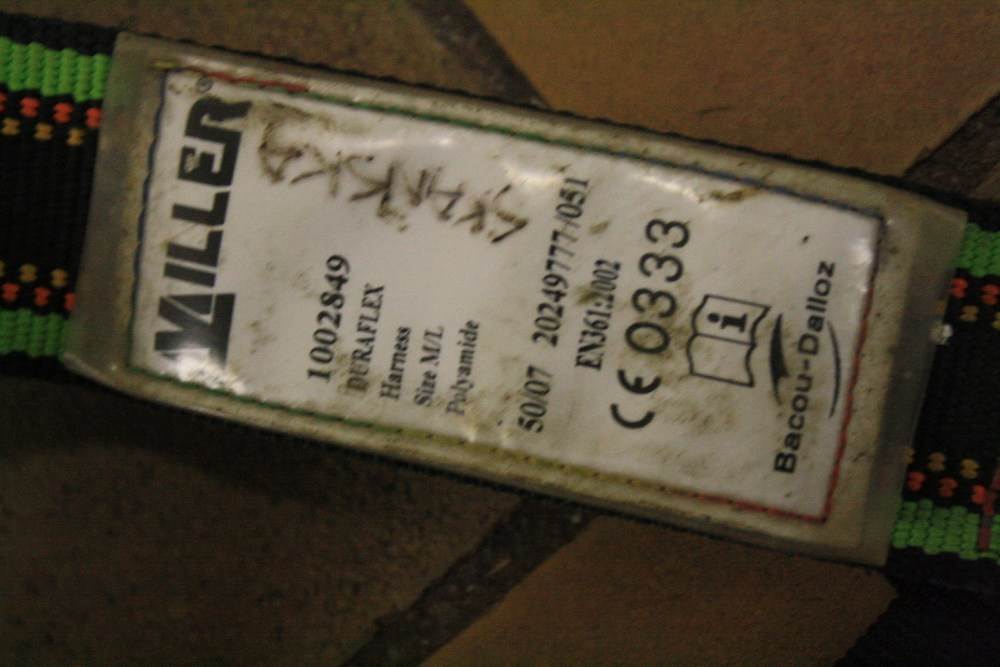 MILLER®
1002849
DURAFLEX
Harness
Size M/L
Polyamide
50/07 20249777/051
EN361:2002
CE 0333
i
Bacou-Dalloz